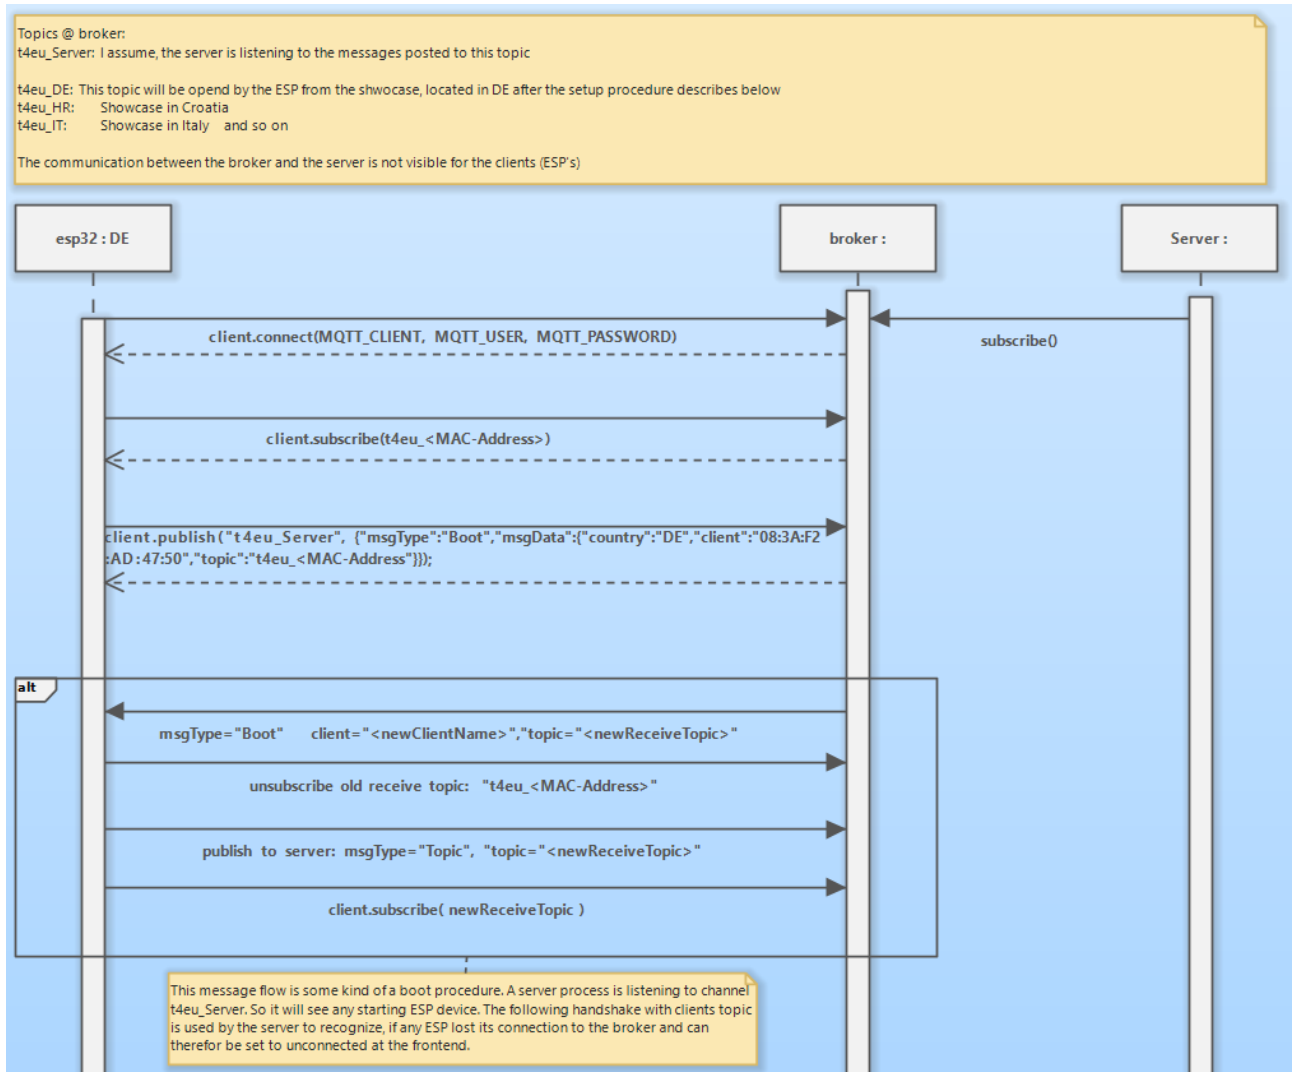 Topics @ broker:
t4eu_Server: I assume, the server is listening to the messages posted to this topic
t4eu_DE: This topic will be opend by the ESP from the shwocase, located in DE after the setup procedure describes below
t4eu_HR: Showcase in Croatia
t4eu_IT: Showcase in Italy and so on
The communication between the broker and the server is not visible for the clients (ESP's)
esp32 : DE
broker :
Server :
client.connect(MQTT_CLIENT, MQTT_USER, MQTT_PASSWORD)
subscribe()
client.subscribe(t4eu_<MAC-Address>)
client.publish("t4eu_Server", {"msgType":"Boot","msgData":{"country":"DE","client":"08:3A:F2
:AD:47:50","topic":"t4eu_<MAC-Address"}});
alt
msgType="Boot" client="<newClientName>","topic="<newReceiveTopic>"
unsubscribe old receive topic: "t4eu_<MAC-Address>"
publish to server: msgType="Topic", "topic="<newReceiveTopic>"
client.subscribe( newReceiveTopic )
This message flow is some kind of a boot procedure. A server process is listening to channel
t4eu_Server. So it will see any starting ESP device. The following handshake with clients topic
is used by the server to recognize, if any ESP lost its connection to the broker and can
therefor be set to unconnected at the frontend.